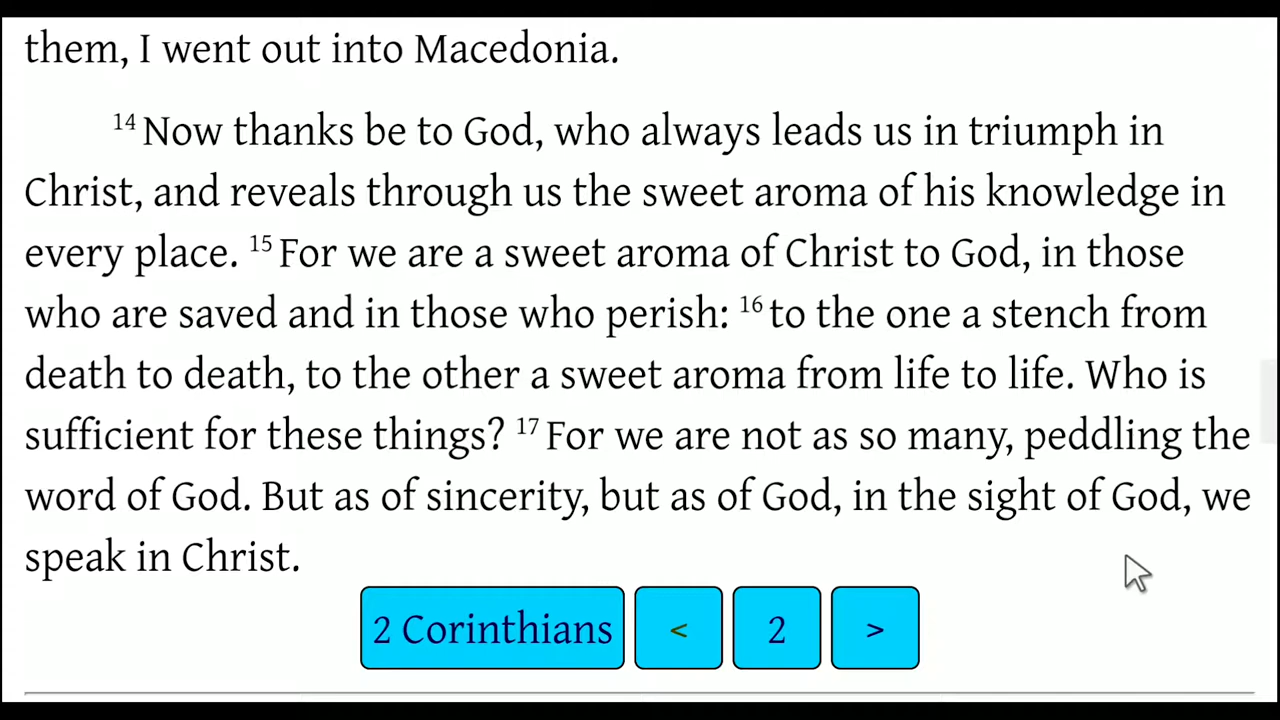 them, I went out into Macedonia.
14 Now thanks be to God, who always leads us in triumph in
Christ, and reveals through us the sweet aroma of his knowledge in
every place. 15 For we are a sweet aroma of Christ to God, in those
who are saved and in those who perish: 16 to the one a stench from
death to death, to the other a sweet aroma from life to life. Who is
sufficient for these things? 17 For we are not as so many, peddling the
word of God. But as of sincerity, but as of God, in the sight of God, we
speak in Christ.
2 Corinthians < 2 >